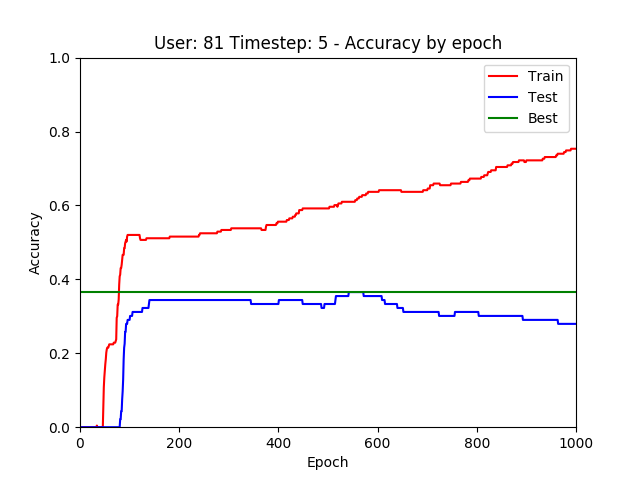 User: 81 Timestep: 5 - Accuracy by epoch
1.0
0.8
0.6
0.4
0.2
0.0
Accuracy
Train
Test
Best
0 200 400 600 800 1000
Epoch